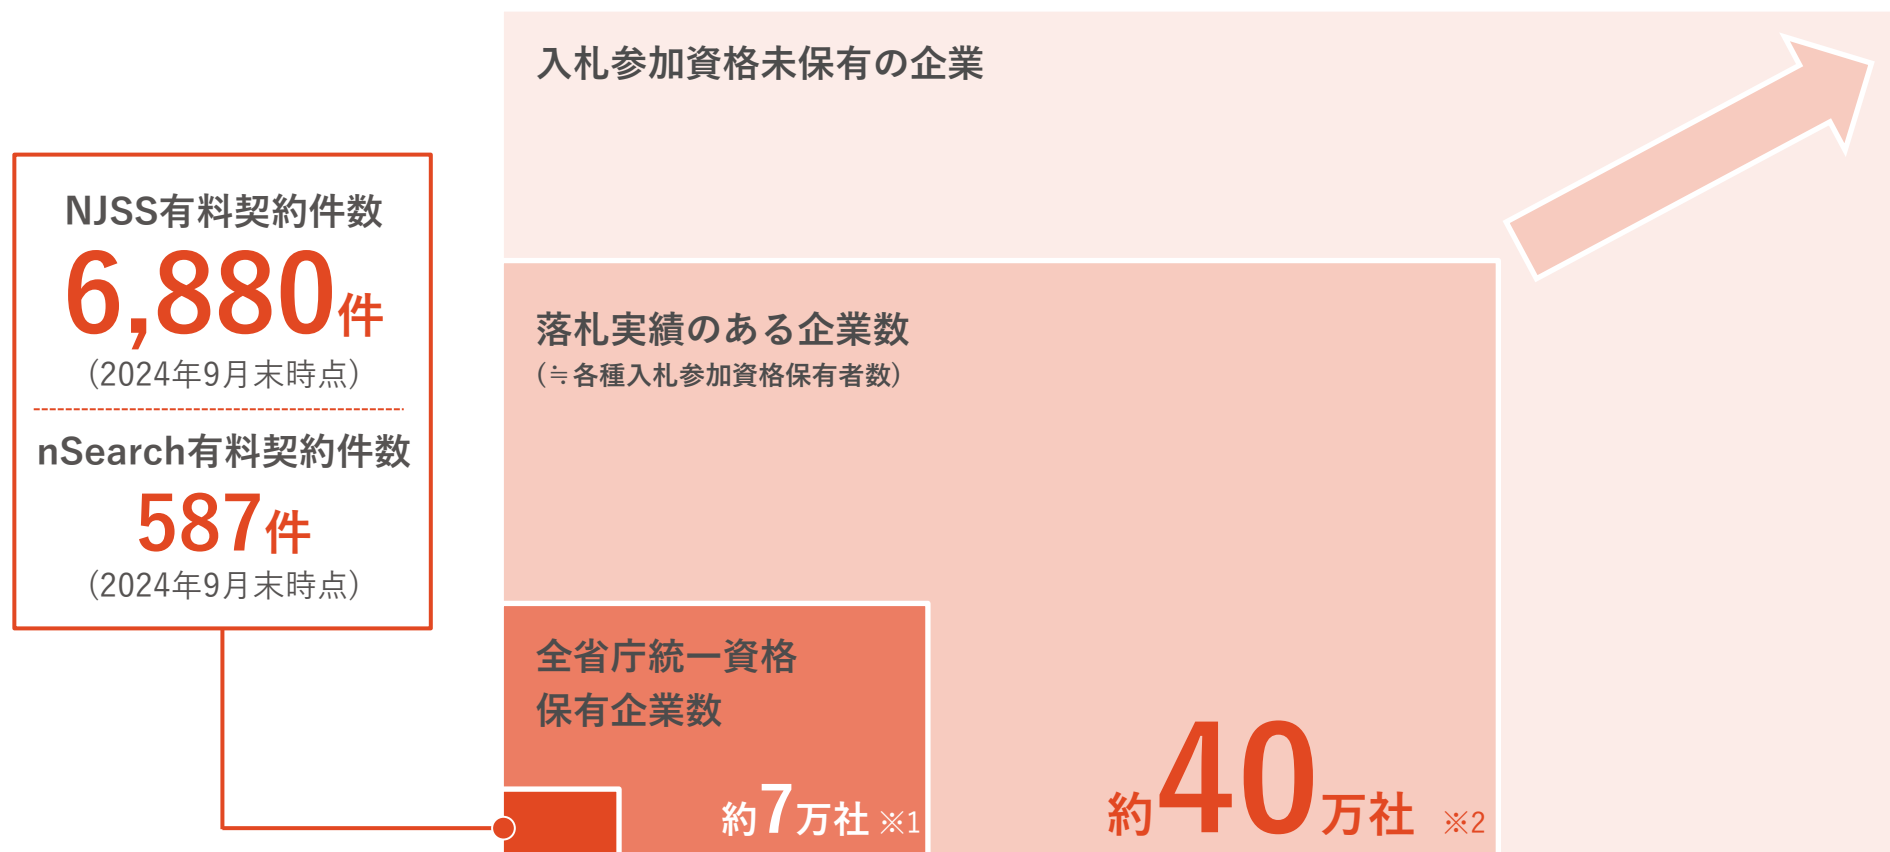 入札参加資格未保有の企業
NJSS有料契約件数
6,880件
（2024年9月末時点）
nSearch有料契約件数
587件
（2024年9月末時点）
落札実績のある企業数
（≒各種入札参加資格保有者数）
全省庁統一資格
保有企業数
約7万社 ※1
約40万社 ※2